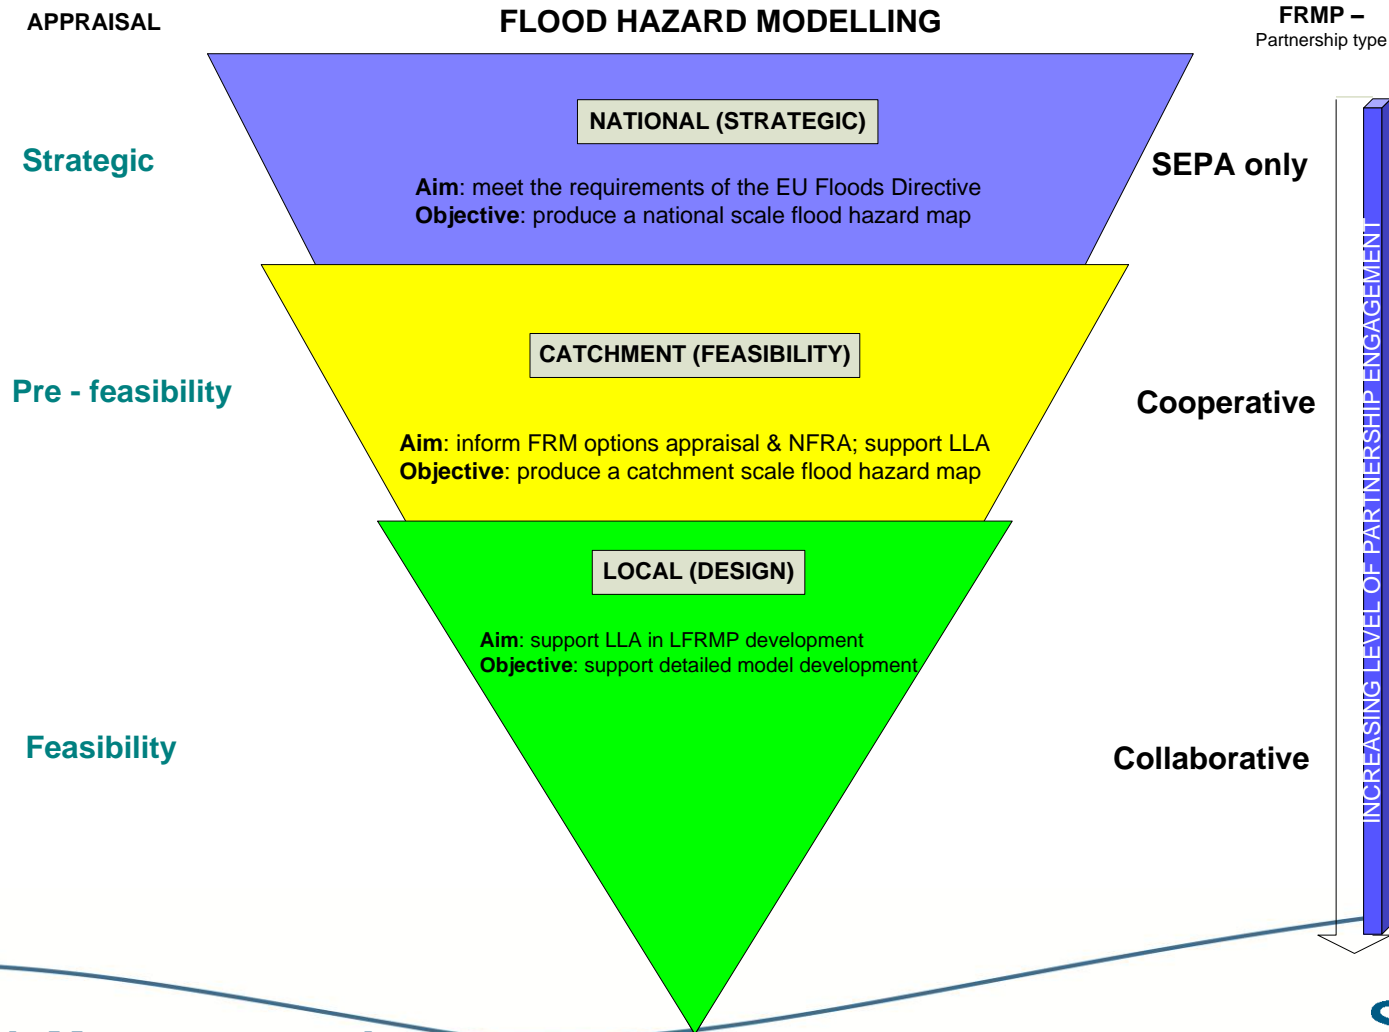 APPRAISAL
FLOOD HAZARD MODELLING
FRMP –
Partnership type
NATIONAL (STRATEGIC)
Strategic
SEPA only
Aim: meet the requirements of the EU Floods Directive
Objective: produce a national scale flood hazard map
CATCHMENT (FEASIBILITY)
Pre - feasibility
Cooperative
Aim: inform FRM options appraisal & NFRA; support LLA
Objective: produce a catchment scale flood hazard map
LOCAL (DESIGN)
Aim: support LLA in LFRMP development
Objective: support detailed model development
Feasibility
Collaborative
INCREASING LEVEL OF PARTNERSHIP ENGAGEMENT